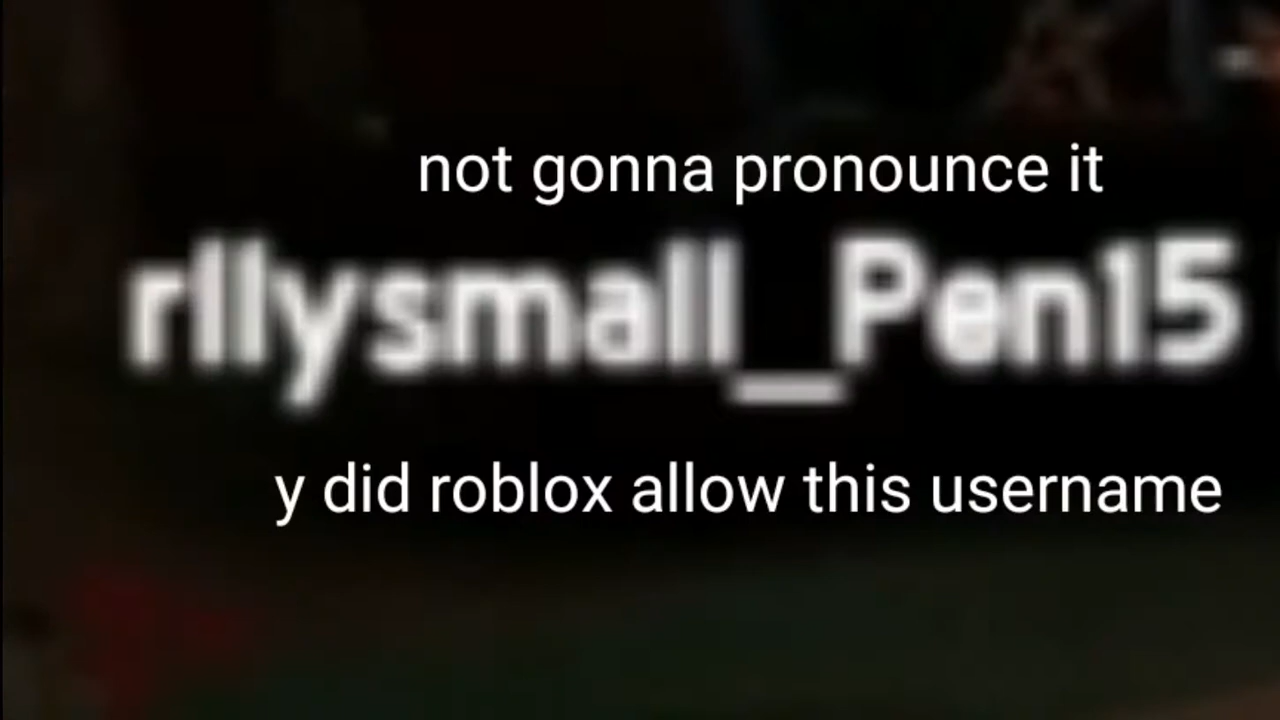 not gonna pronounce it
rllysmall_Pen15
y did roblox allow this username